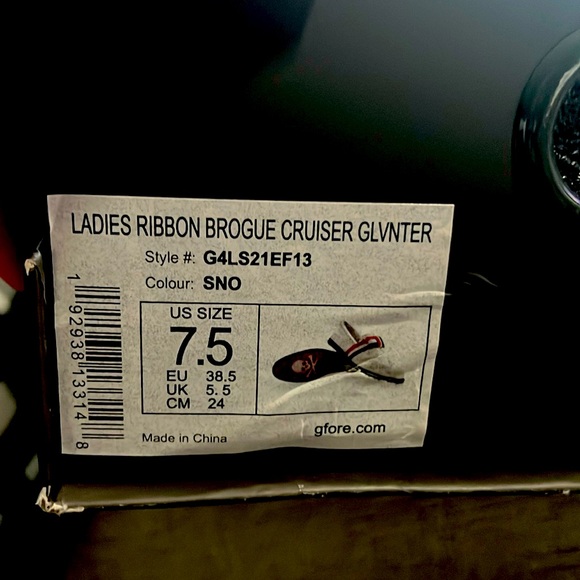 LADIES RIBBON BROGUE CRUISER GLVNTER
Style #: G4LS21EF13
Colour: SNO
US SIZE
7.5
EU 38.5
UK 5.5
CM 24
1 92938 13314 8
Made in China
gfore.com